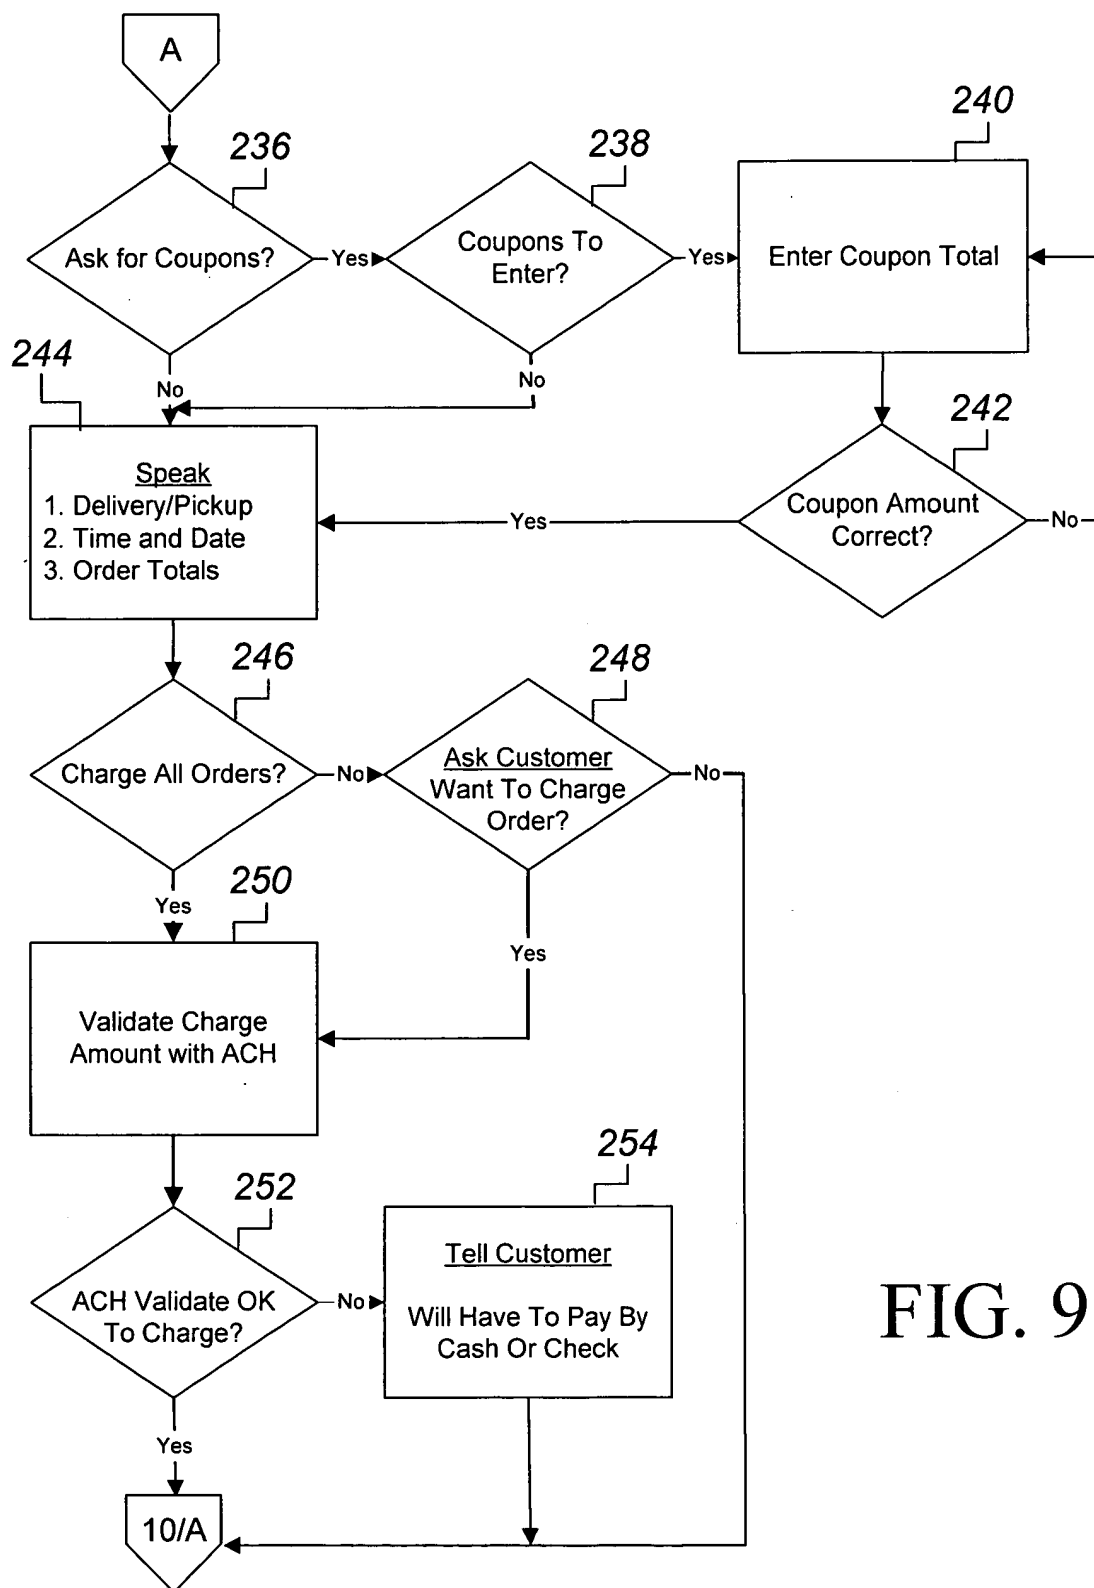 A
236
238
240
Ask for Coupons?
Yes
Coupons To
Enter?
Yes
Enter Coupon Total
244
No
No
242
Speak
1. Delivery/Pickup
2. Time and Date
3. Order Totals
Yes
Coupon Amount
Correct?
No
246
248
Charge All Orders?
No
Ask Customer
Want To Charge
Order?
No
Yes
250
Yes
Validate Charge
Amount with ACH
252
254
ACH Validate OK
To Charge?
No
Tell Customer
Will Have To Pay By
Cash Or Check
FIG. 9
Yes
10/A